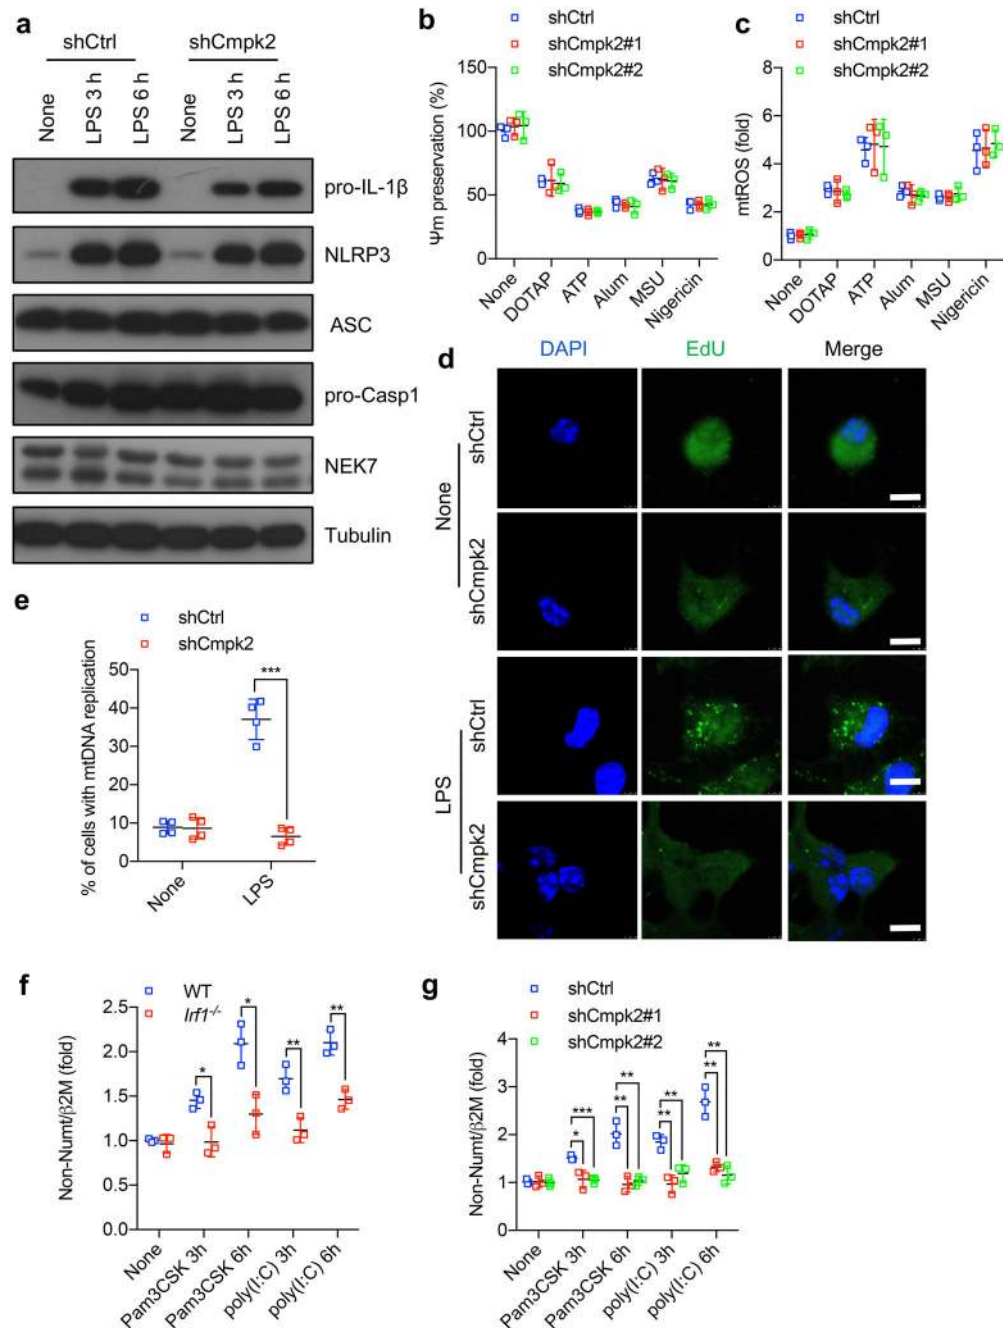 a
shCtrl
shCmpk2
None
LPS 3 h
LPS 6 h
None
LPS 3 h
LPS 6 h
pro-IL-1β
NLRP3
ASC
pro-Casp1
NEK7
Tubulin
b
shCtrl
shCmpk2#1
shCmpk2#2
Ψm preservation (%)
150
100
50
0
None
DOTAP
ATP
Alum
MSU
Nigericin
c
shCtrl
shCmpk2#1
shCmpk2#2
mtROS (fold)
8
6
4
2
0
None
DOTAP
ATP
Alum
MSU
Nigericin
d
DAPI
EdU
Merge
None
shCtrl
shCmpk2
LPS
shCtrl
shCmpk2
e
shCtrl
shCmpk2
% of cells with mtDNA replication
50
40
30
20
10
0
***
None
LPS
f
WT
Irf1-/-
Non-Numt/β2M (fold)
2.5
2.0
1.5
1.0
0.5
0.0
*
*
**
**
None
Pam3CSK 3h
Pam3CSK 6h
poly(I:C) 3h
poly(I:C) 6h
g
shCtrl
shCmpk2#1
shCmpk2#2
Non-Numt/β2M (fold)
4
3
2
1
0
***
*
**
**
**
**
**
**
None
Pam3CSK 3h
Pam3CSK 6h
poly(I:C) 3h
poly(I:C) 6h